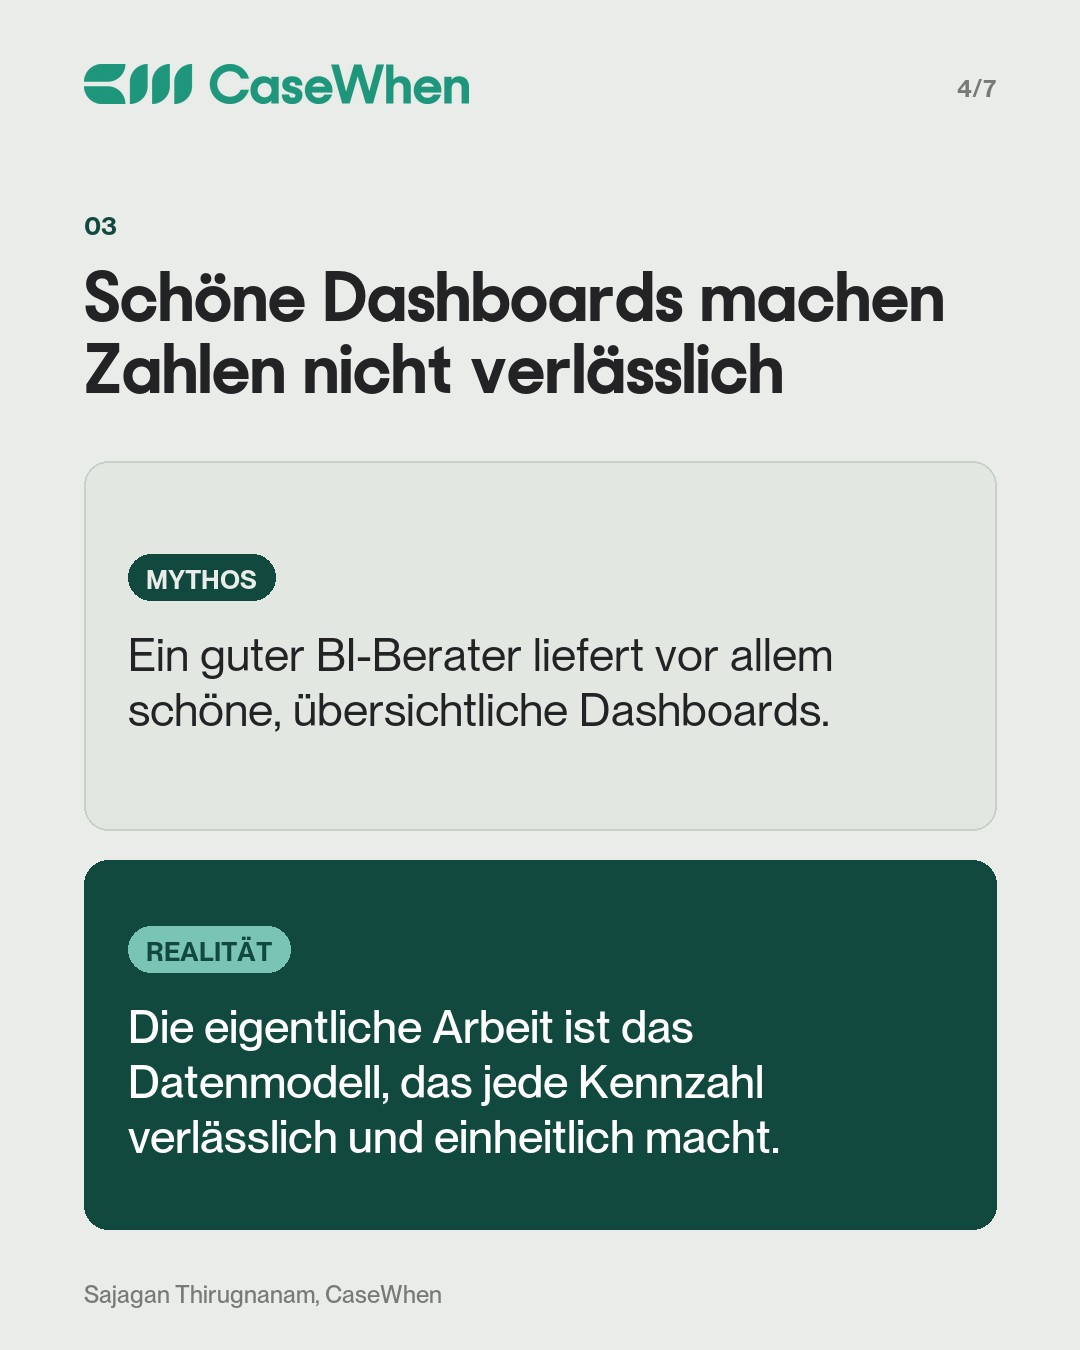 CaseWhen
4/7
03
Schöne Dashboards machen
Zahlen nicht verlässlich
MYTHOS
Ein guter BI-Berater liefert vor allem
schöne, übersichtliche Dashboards.
REALITÄT
Die eigentliche Arbeit ist das
Datenmodell, das jede Kennzahl
verlässlich und einheitlich macht.
Sajagan Thirugnanam, CaseWhen